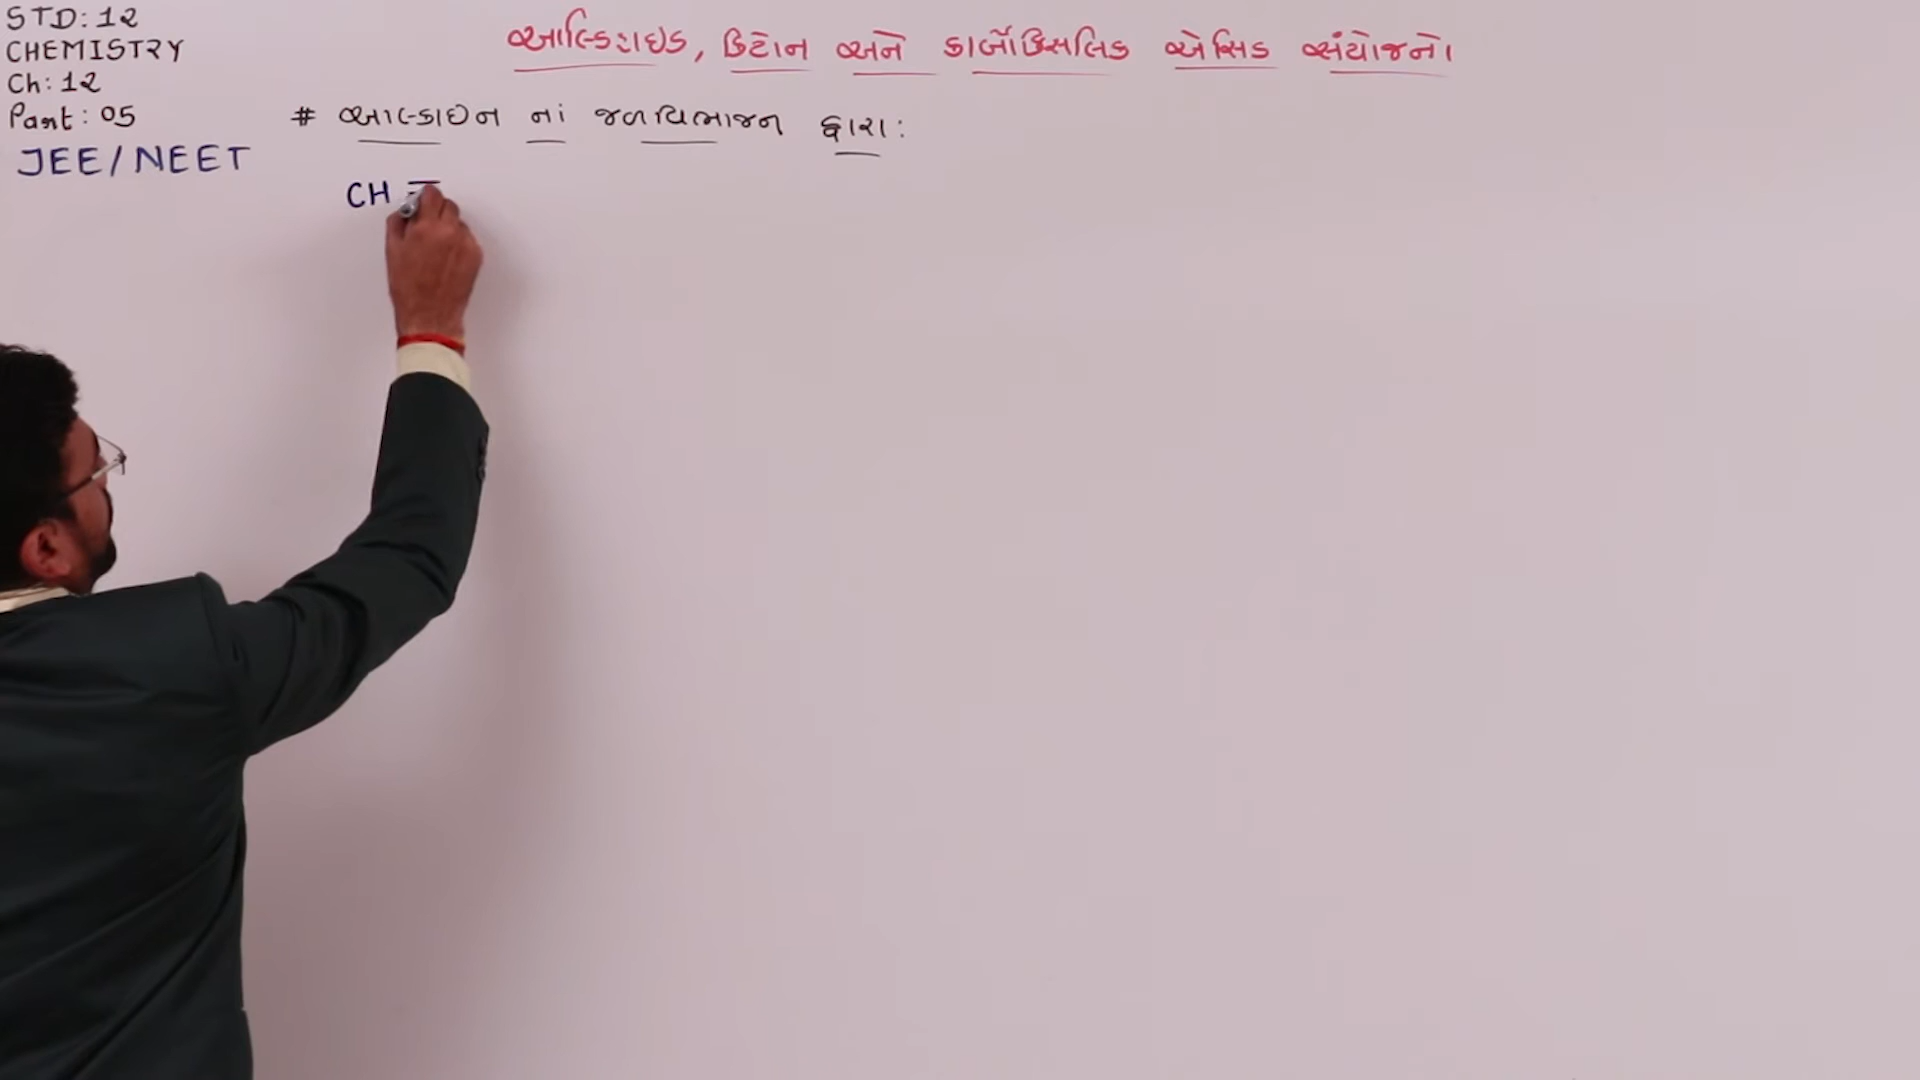 STD: 12
CHEMISTRY
Ch: 12
Part: 05
JEE/NEET
આલ્ડિહાઇડ, કિટોન અને કાર્બોક્સિલિક એસિડ સંયોજનો
# આલ્કાઇન નાં જળવિભાજન દ્વારા:
CH